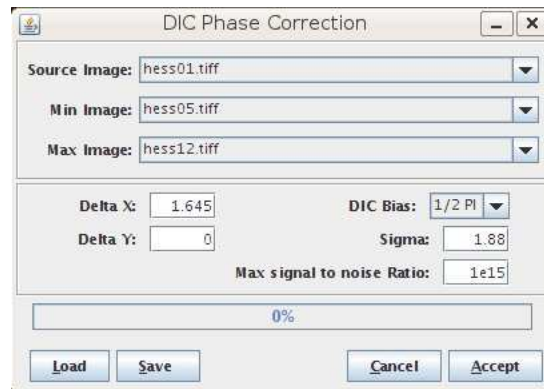 DIC Phase Correction
Source Image: hess01.tiff
Min Image: hess05.tiff
Max Image: hess12.tiff
Delta X: 1.645 DIC Bias: 1/2 PI
Delta Y: 0 Sigma: 1.88
Max signal to noise Ratio: 1e15
0%
Load Save Cancel Accept